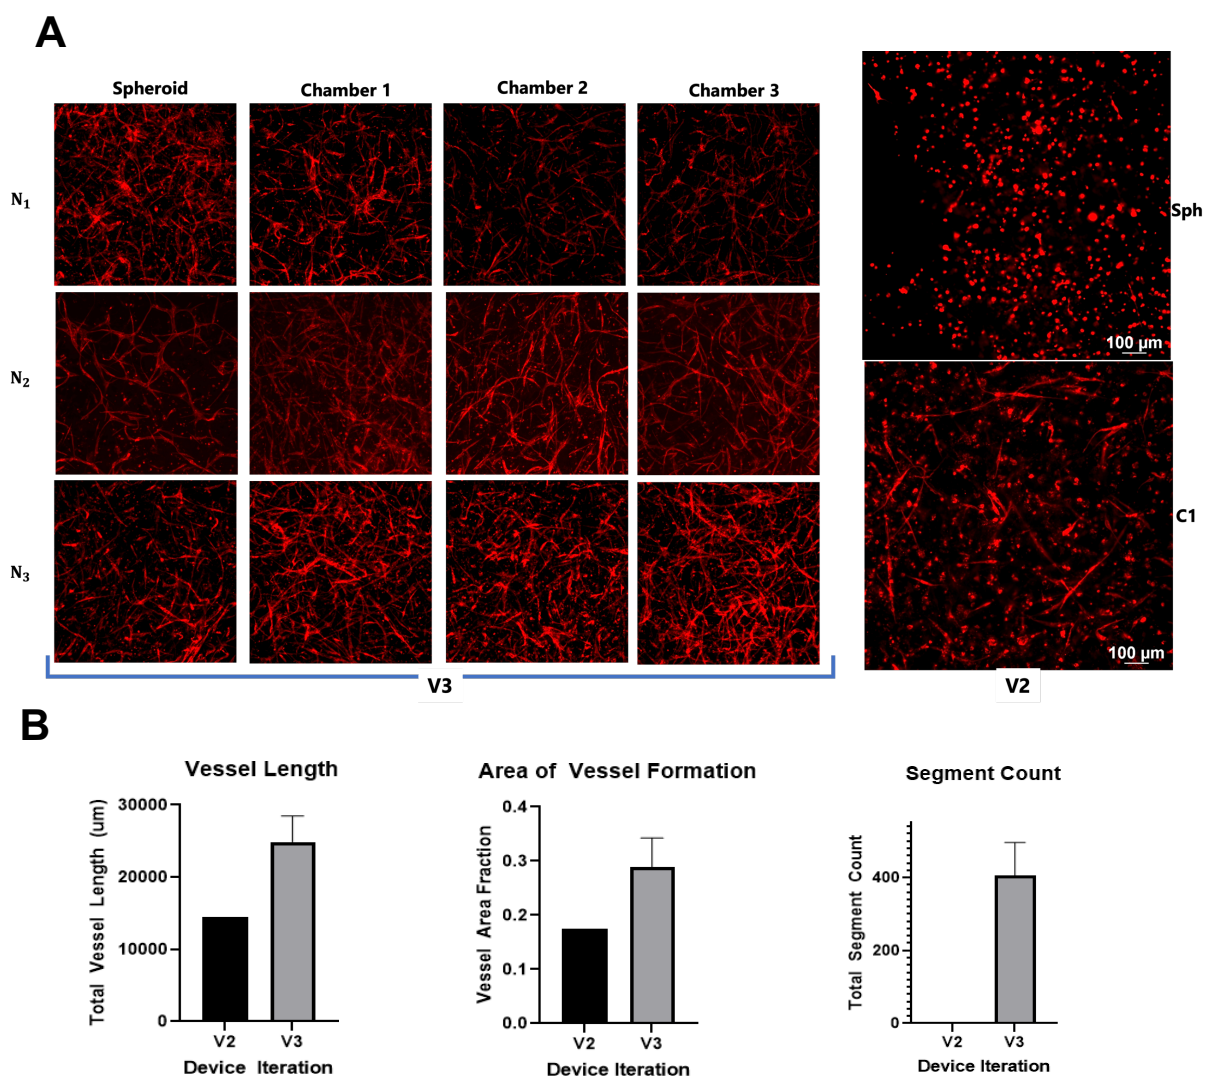 A
Spheroid Chamber 1 Chamber 2 Chamber 3
N1
N2
N3
Sph
100 µm
C1
100 µm
V3
V2
B
Vessel Length
Total Vessel Length (um)
30000
20000
10000
0
V2 V3
Device Iteration
Area of Vessel Formation
Vessel Area Fraction
0.4
0.3
0.2
0.1
0.0
V2 V3
Device Iteration
Segment Count
Total Segment Count
400
200
0
V2 V3
Device Iteration